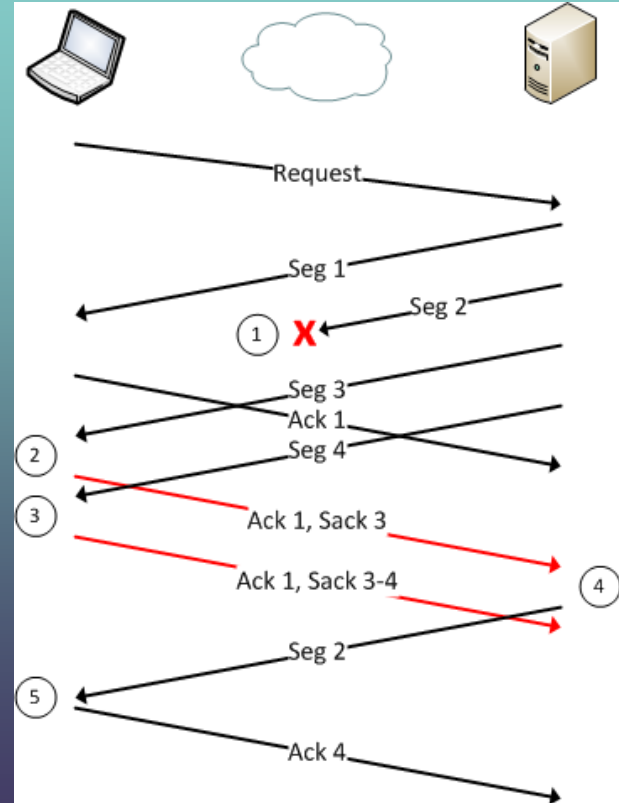 Request
Seg 1
Seg 2
1 X
Seg 3
Ack 1
Seg 4
2
3
Ack 1, Sack 3
Ack 1, Sack 3-4
4
Seg 2
5
Ack 4